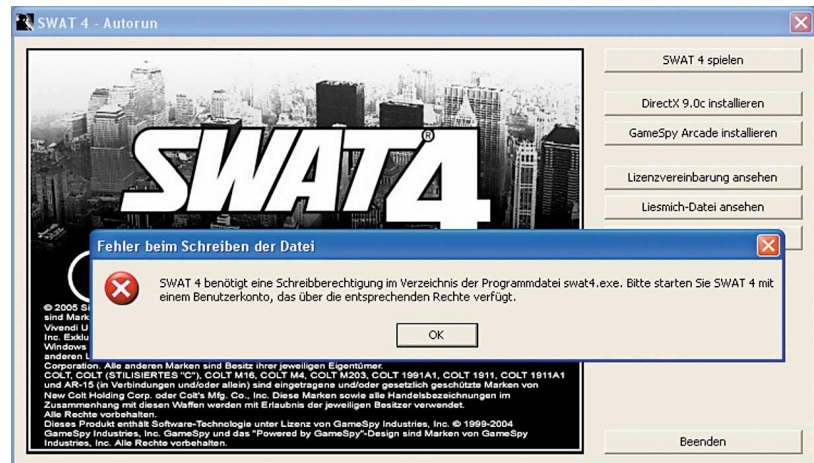 SWAT 4 - Autorun
SWAT 4 spielen
DirectX 9.0c installieren
GameSpy Arcade installieren
Lizenzvereinbarung ansehen
Liesmich-Datei ansehen
SWAT 4®
Fehler beim Schreiben der Datei
SWAT 4 benötigt eine Schreibberechtigung im Verzeichnis der Programmdatei swat4.exe. Bitte starten Sie SWAT 4 mit
einem Benutzerkonto, das über die entsprechenden Rechte verfügt.
OK
© 2005
sind Mark
Vivendi U
Inc. Exklu
Windows
anderen
Corporation. Alle anderen Marken sind Besitz ihrer jeweiligen Eigentümer.
COLT, COLT (STILISIERTES "C"), COLT M16, COLT M4, COLT M203, COLT 1991A1, COLT 1911, COLT 1911A1
und AR-15 (in Verbindungen und/oder allein) sind eingetragene und/oder gesetzlich geschützte Marken von
New Colt Holding Corp. oder Colt's Mfg. Co., Inc. Diese Marken sowie alle Handelsbezeichnungen im
Zusammenhang mit diesen Waffen werden mit Erlaubnis der jeweiligen Besitzer verwendet.
Alle Rechte vorbehalten.
Dieses Produkt enthält Software-Technologie unter Lizenz von GameSpy Industries, Inc. © 1999-2004
GameSpy Industries, Inc. GameSpy und das "Powered by GameSpy"-Design sind Marken von GameSpy
Industries, Inc. Alle Rechte vorbehalten.
Beenden